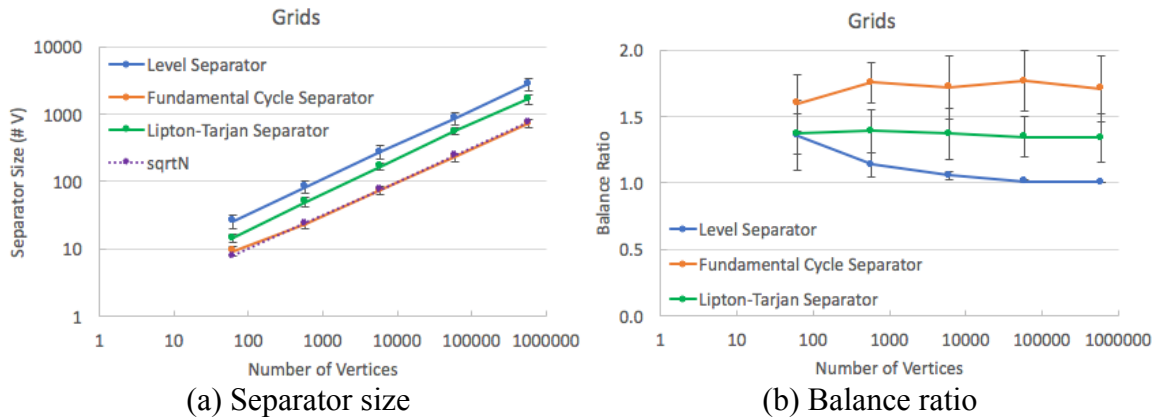 Grids
10000
1000
100
10
1
Separator Size (# V)
Level Separator
Fundamental Cycle Separator
Lipton-Tarjan Separator
sqrtN
1 10 100 1000 10000 100000 1000000
Number of Vertices
(a) Separator size
Grids
2.0
1.5
1.0
0.5
0.0
Balance Ratio
Level Separator
Fundamental Cycle Separator
Lipton-Tarjan Separator
1 10 100 1000 10000 100000 1000000
Number of Vertices
(b) Balance ratio